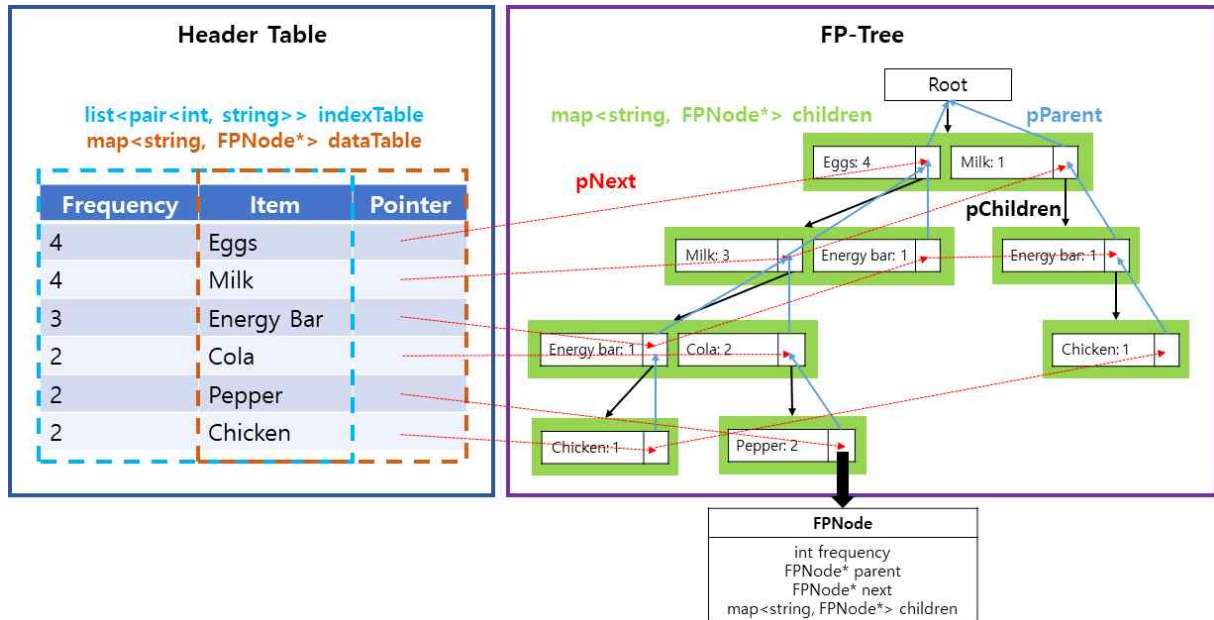 Header Table
list<pair<int, string>> indexTable
map<string, FPNode*> dataTable
Frequency Item Pointer
4 Eggs
4 Milk
3 Energy Bar
2 Cola
2 Pepper
2 Chicken
FP-Tree
Root
map<string, FPNode*> children
pParent
Eggs: 4
Milk: 1
pNext
pChildren
Milk: 3
Energy bar: 1
Energy bar: 1
Energy bar: 1
Cola: 2
Chicken: 1
Chicken: 1
Pepper: 2
FPNode
int frequency
FPNode* parent
FPNode* next
map<string, FPNode*> children